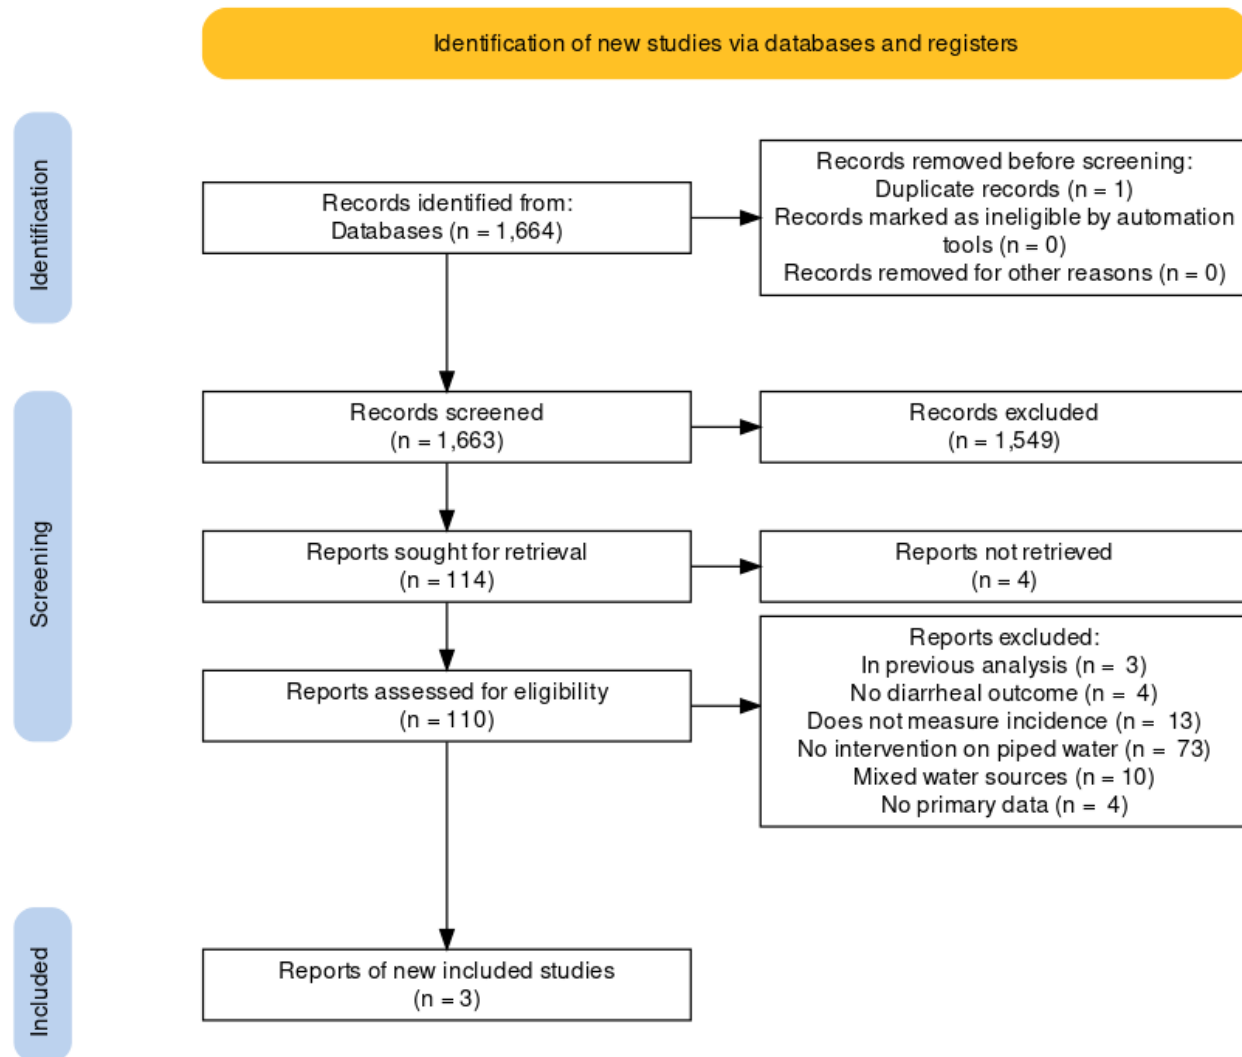 Identification of new studies via databases and registers
Identification
Records identified from:
Databases (n = 1,664)
Records removed before screening:
Duplicate records (n = 1)
Records marked as ineligible by automation
tools (n = 0)
Records removed for other reasons (n = 0)
Screening
Records screened
(n = 1,663)
Records excluded
(n = 1,549)
Reports sought for retrieval
(n = 114)
Reports not retrieved
(n = 4)
Reports assessed for eligibility
(n = 110)
Reports excluded:
In previous analysis (n = 3)
No diarrheal outcome (n = 4)
Does not measure incidence (n = 13)
No intervention on piped water (n = 73)
Mixed water sources (n = 10)
No primary data (n = 4)
Included
Reports of new included studies
(n = 3)